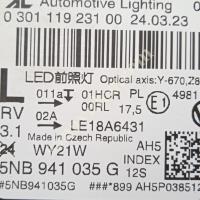 Automotive Lighting
0 301 119 231 00 24.03.23
LED前照灯 Optical axis:Y-670,Z8
L 011a 01HCR PL 4981
00RL 17,5 E1
RV 02A LE18A6431
3.1 Made in Czech Republic AH5
WY21W INDEX
5NB 941 035 G 12S
#5NB941035G ###*899 AH5P038512